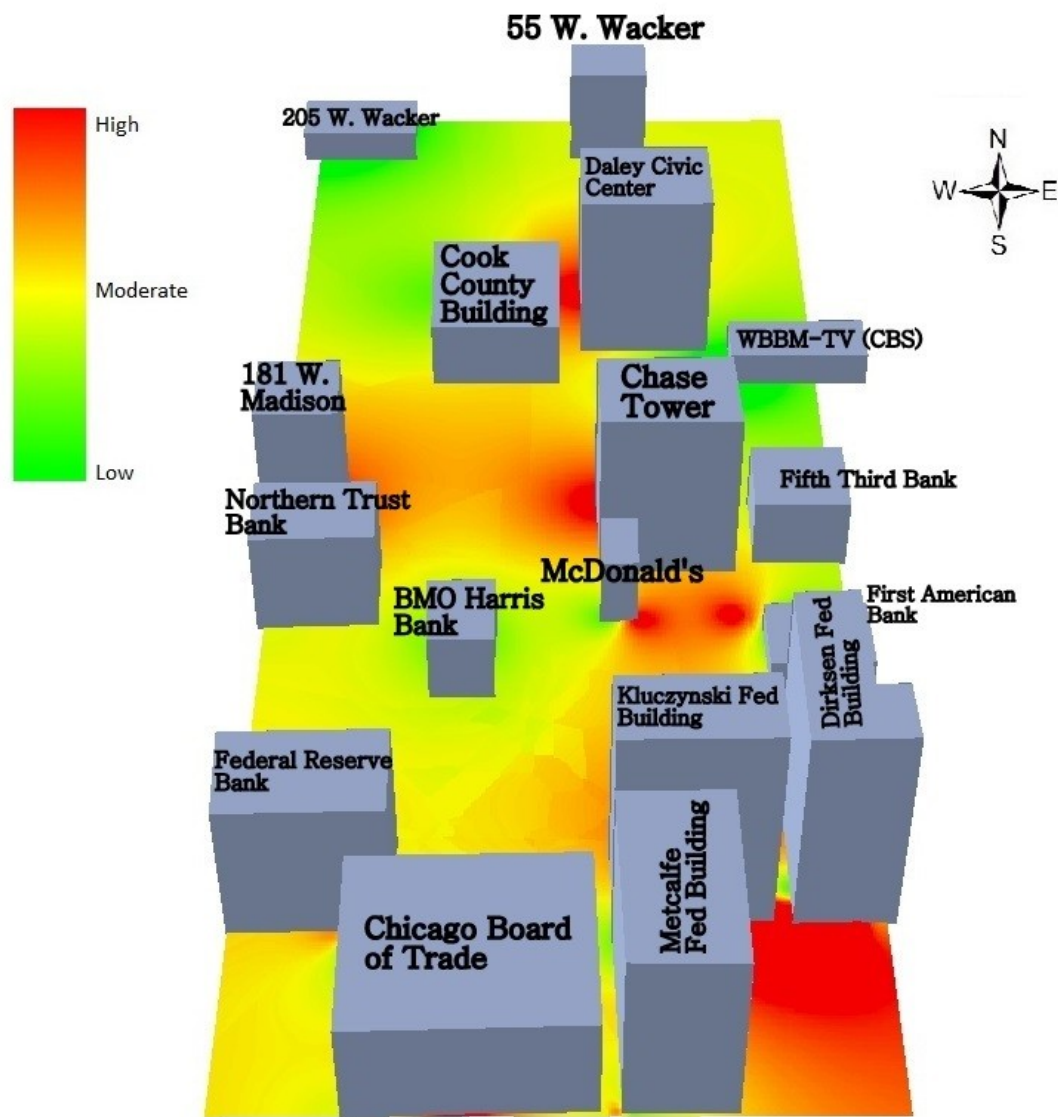 55 W. Wacker
205 W. Wacker
High
Daley Civic
Center
N
W
E
S
Cook
County
Building
Moderate
WBBM-TV (CBS)
181 W.
Madison
Chase
Tower
Low
Northern Trust
Bank
Fifth Third Bank
McDonald's
BMO Harris
Bank
First American
Bank
Dirksen Fed
Building
Kluczynski Fed
Building
Federal Reserve
Bank
Metcalfe
Fed Building
Chicago Board
of Trade